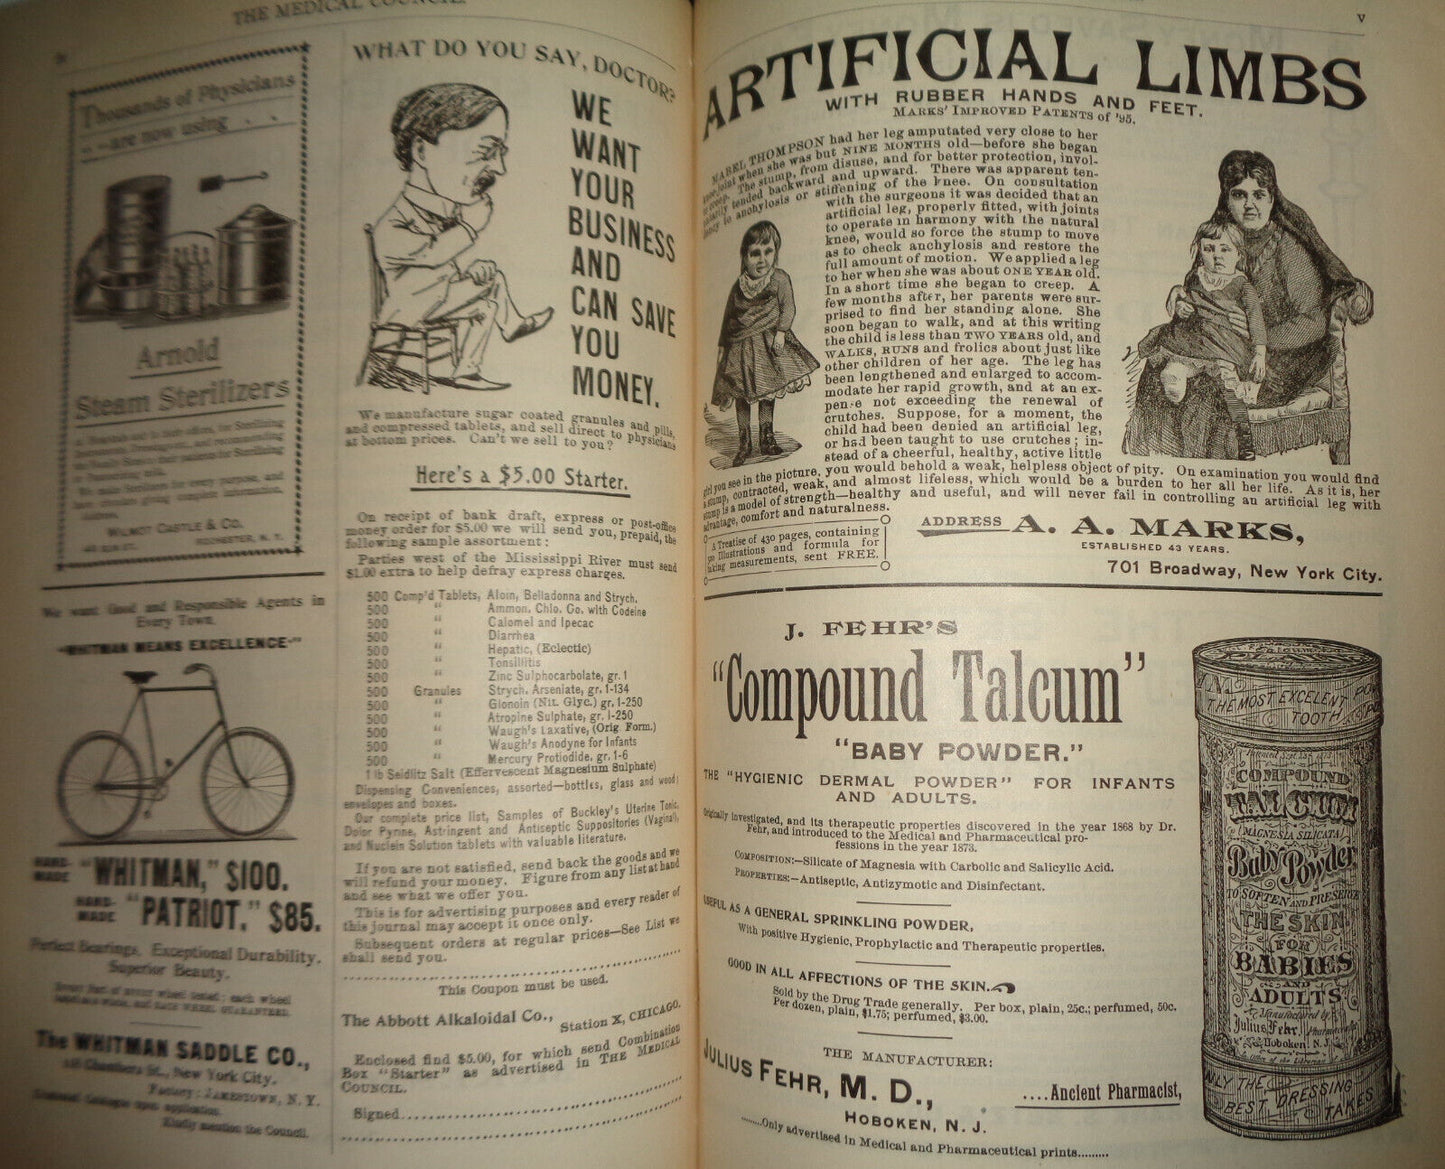 THE MEDICAL COUNCIL.
Thousands of Physicians
are now using
Arnold
Steam Sterilizers
WILMOT CASTLE & CO.
ROCHESTER, N. Y.
We want Good and Responsible Agents in
Every Town.
"WHITMAN MEANS EXCELLENCE."
HAND-
MADE "WHITMAN," $100.
HAND-
MADE "PATRIOT," $85.
Perfect Bearings. Exceptional Durability.
Superior Beauty.
The WHITMAN SADDLE CO.,
Chambers St., New York City.
Factory: JAMESTOWN, N. Y.
Kindly mention the Council.
WHAT DO YOU SAY, DOCTOR?
WE
WANT
YOUR
BUSINESS
AND
CAN SAVE
YOU
MONEY.
We manufacture sugar coated granules and pills,
and compressed tablets, and sell direct to physicians
at bottom prices. Can't we sell to you?
Here's a $5.00 Starter.
On receipt of bank draft, express or post-office
money order for $5.00 we will send you, prepaid, the
following sample assortment:
Parties west of the Mississippi River must send
$1.00 extra to help defray express charges.
500 Comp'd Tablets, Aloin, Belladonna and Strych.
500 " Ammon. Chlo. Co. with Codeine
500 " Calomel and Ipecac
500 " Diarrhea
500 " Hepatic, (Eclectic)
500 " Tonsillitis
500 " Zinc Sulphocarbolate, gr. 1
500 Granules Strych. Arseniate, gr. 1-134
500 " Glonoin (Nit. Glyc.) gr. 1-250
500 " Atropine Sulphate, gr. 1-250
500 " Waugh's Laxative, (Orig Form.)
500 " Waugh's Anodyne for Infants
500 " Mercury Protiodide, gr. 1-6
1 lb Seidlitz Salt (Effervescent Magnesium Sulphate)
Dispensing Conveniences, assorted—bottles, glass and wood;
envelopes and boxes.
Our complete price list, Samples of Buckley's Uterine Tonic,
Dolor Pyrine, Astringent and Antiseptic Suppositories (Vaginal),
and Nuclein Solution tablets with valuable literature.
If you are not satisfied, send back the goods and we
will refund your money. Figure from any list at hand
and see what we offer you.
This is for advertising purposes and every reader of
this journal may accept it once only.
Subsequent orders at regular prices—See List we
shall send you.
This Coupon must be used.
The Abbott Alkaloidal Co., Station X, CHICAGO.
Enclosed find $5.00, for which send Combination
Box "Starter" as advertised in THE MEDICAL
COUNCIL.
Signed
v
ARTIFICIAL LIMBS
WITH RUBBER HANDS AND FEET.
MARKS' IMPROVED PATENTS of '95.
MABEL THOMPSON had her leg amputated very close to her
knee joint when she was but NINE MONTHS old—before she began
to creep. The stump, from disuse, and for better protection, invol-
untarily tended backward and upward. There was apparent ten-
dency to anchylosis or stiffening of the knee. On consultation
with the surgeons it was decided that an
artificial leg, properly fitted, with joints
to operate in harmony with the natural
knee, would so force the stump to move
as to check anchylosis and restore the
full amount of motion. We applied a leg
to her when she was about ONE YEAR old.
In a short time she began to creep. A
few months after, her parents were sur-
prised to find her standing alone. She
soon began to walk, and at this writing
the child is less than TWO YEARS old, and
WALKS, RUNS and frolics about just like
other children of her age. The leg has
been lengthened and enlarged to accom-
modate her rapid growth, and at an ex-
pense not exceeding the renewal of
crutches. Suppose, for a moment, the
child had been denied an artificial leg,
or had been taught to use crutches; in-
stead of a cheerful, healthy, active little
girl you see in the picture, you would behold a weak, helpless object of pity. On examination you would find
a stump, contracted, weak, and almost lifeless, which would be a burden to her all her life. As it is, her
stump is a model of strength—healthy and useful, and will never fail in controlling an artificial leg with
advantage, comfort and naturalness.
A Treatise of 430 pages, containing
Illustrations and formula for
taking measurements, sent FREE.
ADDRESS A. A. MARKS,
ESTABLISHED 43 YEARS.
701 Broadway, New York City.
J. FEHR'S
"Compound Talcum"
"BABY POWDER."
THE "HYGIENIC DERMAL POWDER" FOR INFANTS
AND ADULTS.
Originally investigated, and its therapeutic properties discovered in the year 1868 by Dr.
Fehr, and introduced to the Medical and Pharmaceutical pro-
fessions in the year 1873.
COMPOSITION:—Silicate of Magnesia with Carbolic and Salicylic Acid.
PROPERTIES:—Antiseptic, Antizymotic and Disinfectant.
USEFUL AS A GENERAL SPRINKLING POWDER,
With positive Hygienic, Prophylactic and Therapeutic properties.
GOOD IN ALL AFFECTIONS OF THE SKIN.
Sold by the Drug Trade generally. Per box, plain, 25c.; perfumed, 50c.
Per dozen, plain, $1.75; perfumed, $3.00.
THE MANUFACTURER:
JULIUS FEHR, M. D.,
....Ancient Pharmacist,
HOBOKEN, N. J.
Only advertised in Medical and Pharmaceutical prints
THE MOST EXCELENT
TOOTH
COMPOUND
TALCUM
(MAGNESIA SILICATA)
Baby Powder
TO SOFTEN AND PRESERVE
THE SKIN
FOR
BABIES
AND
ADULTS
Manufactured by
Julius Fehr,
Hoboken N. J.
ONLY THE
BEST DRESSING
TAKES